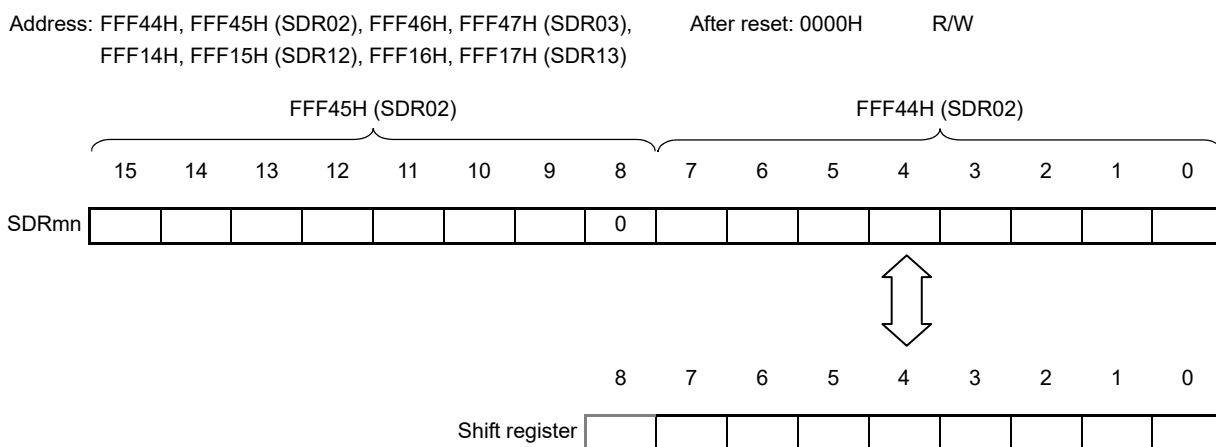 Address: FFF44H, FFF45H (SDR02), FFF46H, FFF47H (SDR03), After reset: 0000H R/W
FFF14H, FFF15H (SDR12), FFF16H, FFF17H (SDR13)
FFF45H (SDR02) FFF44H (SDR02)
15 14 13 12 11 10 9 8 7 6 5 4 3 2 1 0
SDRmn 0
8 7 6 5 4 3 2 1 0
Shift register